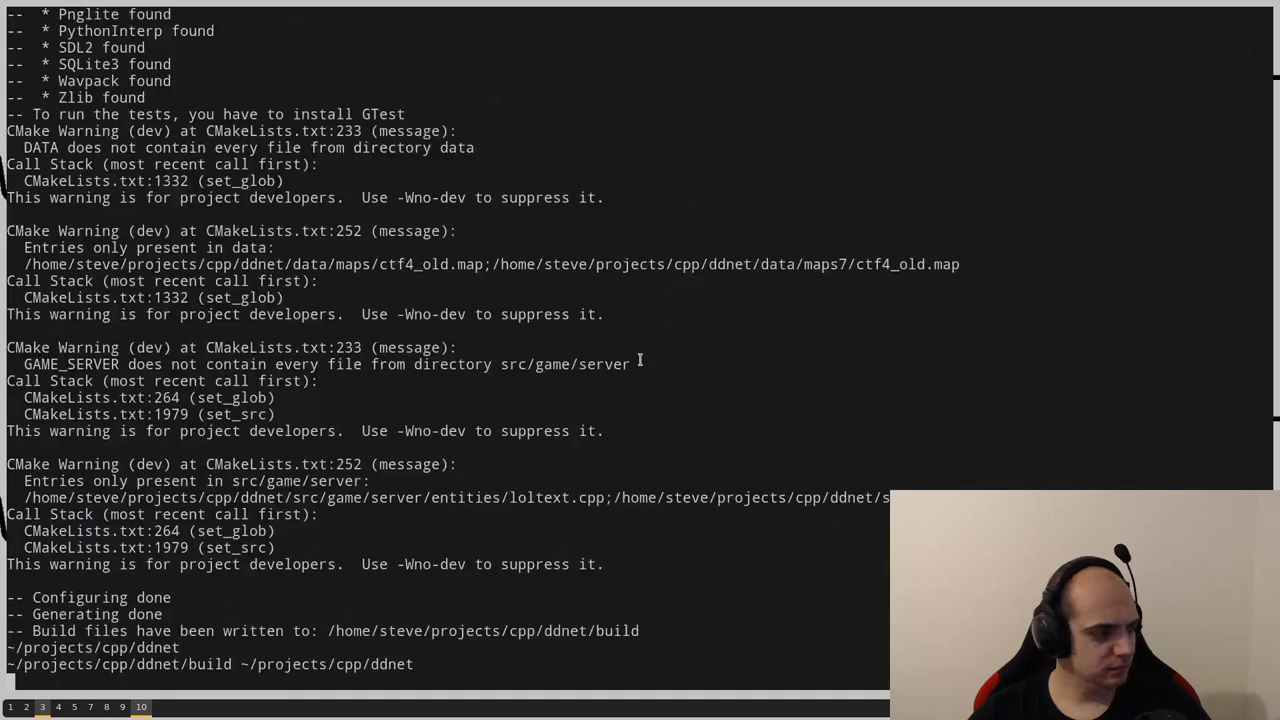 --  * Pnglite found
--  * PythonInterp found
--  * SDL2 found
--  * SQLite3 found
--  * Wavpack found
--  * Zlib found
-- To run the tests, you have to install GTest
CMake Warning (dev) at CMakeLists.txt:233 (message):
  DATA does not contain every file from directory data
Call Stack (most recent call first):
  CMakeLists.txt:1332 (set_glob)
This warning is for project developers.  Use -Wno-dev to suppress it.
CMake Warning (dev) at CMakeLists.txt:252 (message):
  Entries only present in data:
  /home/steve/projects/cpp/ddnet/data/maps/ctf4_old.map;/home/steve/projects/cpp/ddnet/data/maps7/ctf4_old.map
Call Stack (most recent call first):
  CMakeLists.txt:1332 (set_glob)
This warning is for project developers.  Use -Wno-dev to suppress it.
CMake Warning (dev) at CMakeLists.txt:233 (message):
  GAME_SERVER does not contain every file from directory src/game/server
Call Stack (most recent call first):
  CMakeLists.txt:264 (set_glob)
  CMakeLists.txt:1979 (set_src)
This warning is for project developers.  Use -Wno-dev to suppress it.
CMake Warning (dev) at CMakeLists.txt:252 (message):
  Entries only present in src/game/server:
  /home/steve/projects/cpp/ddnet/src/game/server/entities/loltext.cpp;/home/steve/projects/cpp/ddnet/s
Call Stack (most recent call first):
  CMakeLists.txt:264 (set_glob)
  CMakeLists.txt:1979 (set_src)
This warning is for project developers.  Use -Wno-dev to suppress it.
-- Configuring done
-- Generating done
-- Build files have been written to: /home/steve/projects/cpp/ddnet/build
~/projects/cpp/ddnet
~/projects/cpp/ddnet/build ~/projects/cpp/ddnet
1 2 3 4 5 7 8 9 10